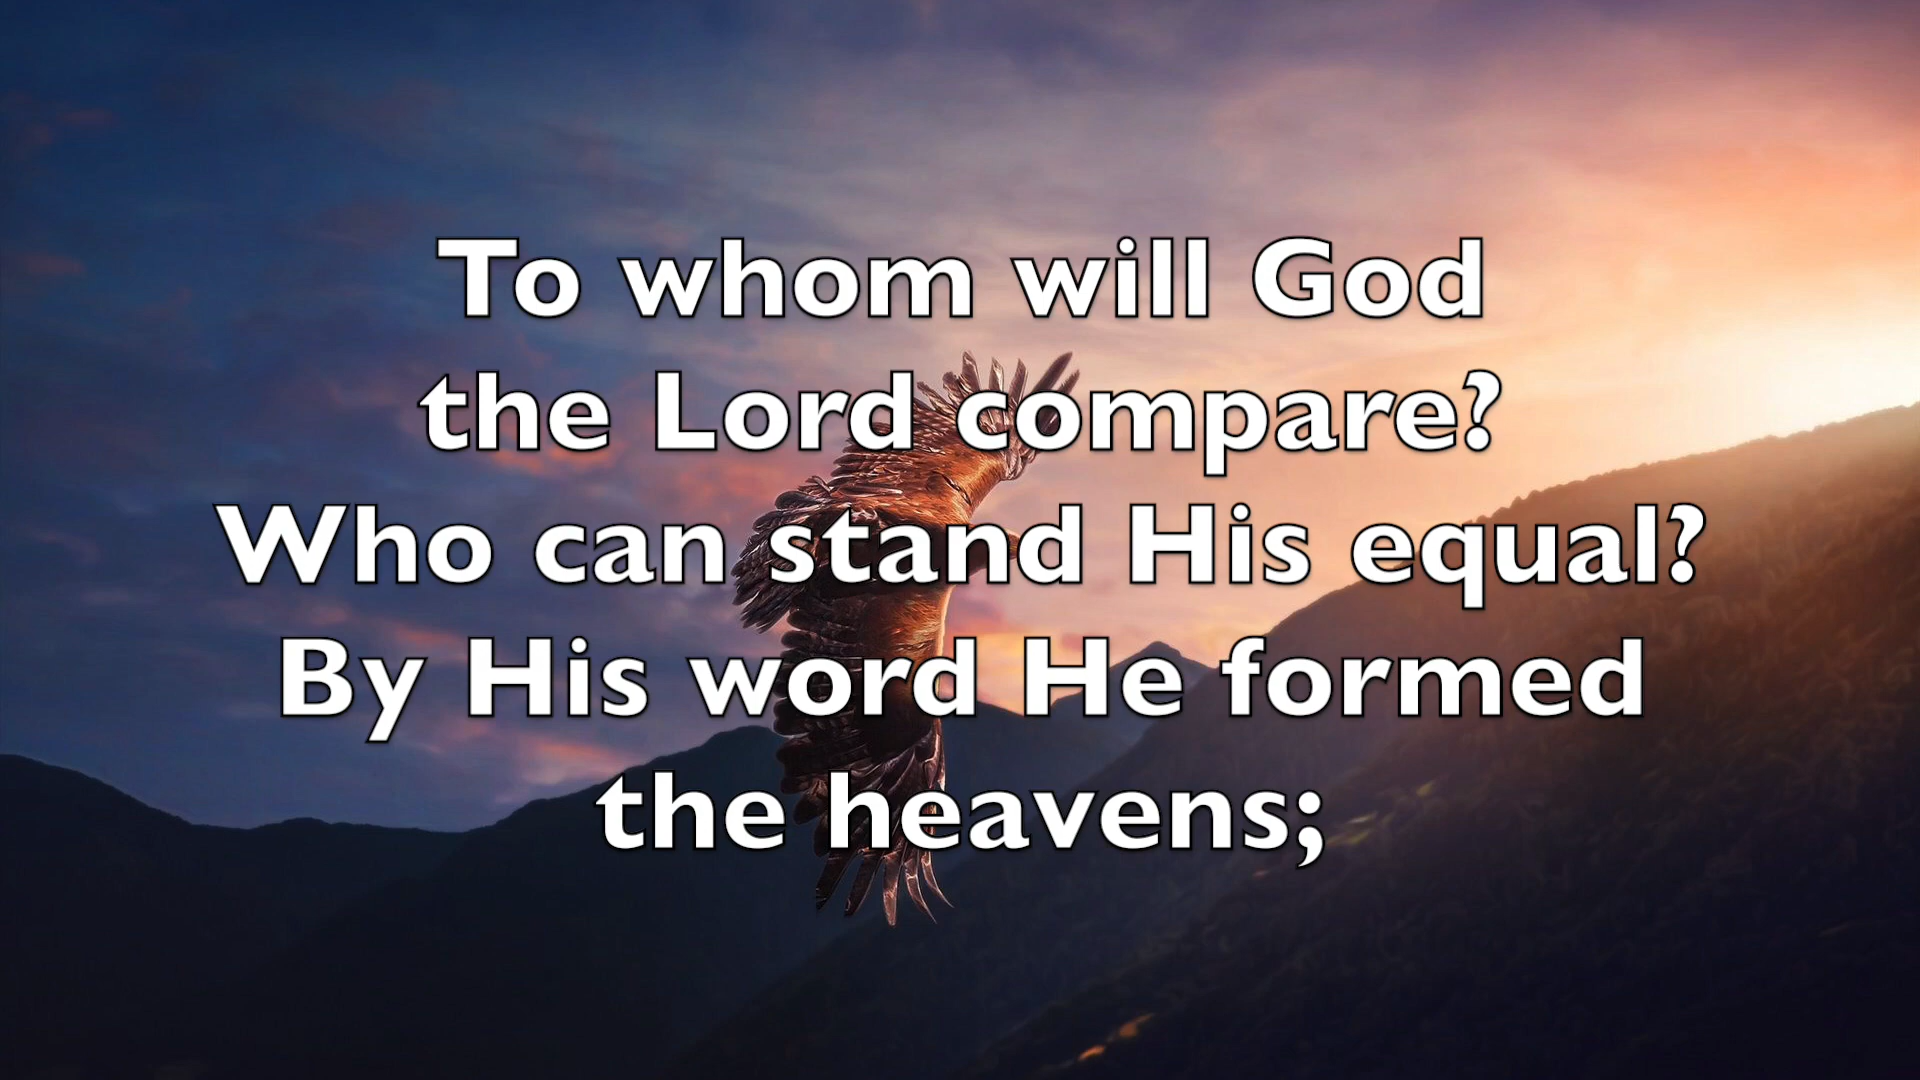 To whom will God
the Lord compare?
Who can stand His equal?
By His word He formed
the heavens;